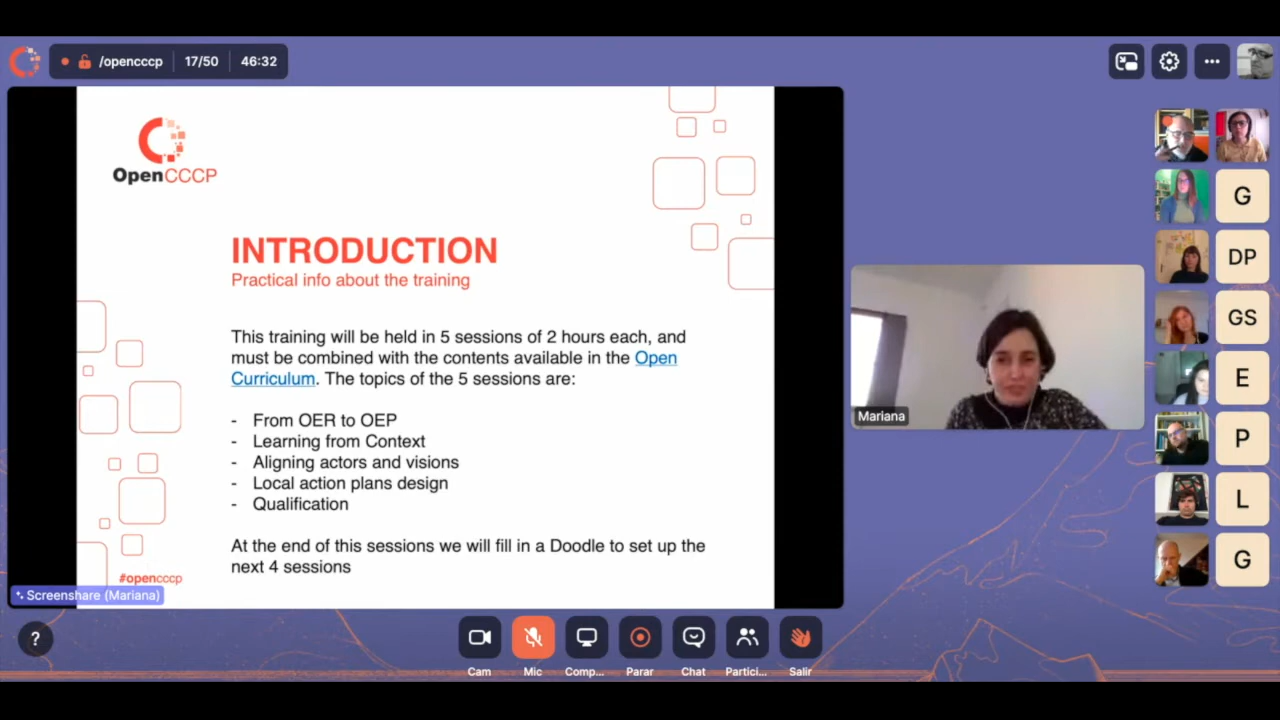 /opencccp
17/50
46:32
OpenCCCP
INTRODUCTION
Practical info about the training
This training will be held in 5 sessions of 2 hours each, and
must be combined with the contents available in the Open
Curriculum. The topics of the 5 sessions are:
- From OER to OEP
- Learning from Context
- Aligning actors and visions
- Local action plans design
- Qualification
At the end of this sessions we will fill in a Doodle to set up the
next 4 sessions
#opencccp
Screenshare (Mariana)
Mariana
G
DP
GS
E
P
L
G
?
Cam
Mic
Comp...
Parar
Chat
Partici...
Salir